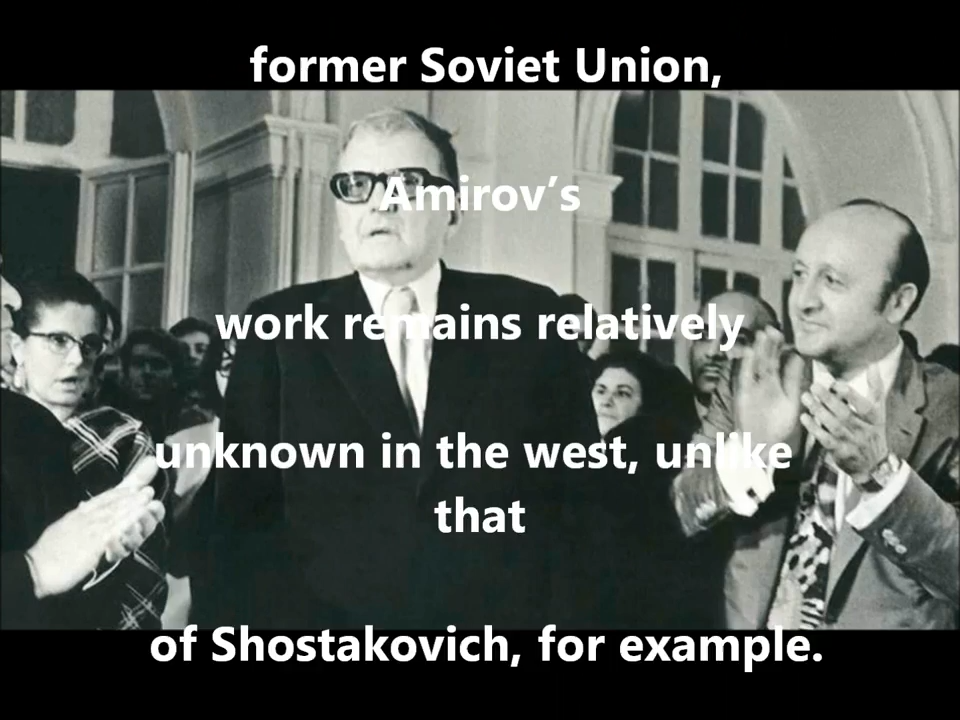 former Soviet Union,
Amirov’s
work remains relatively
unknown in the west, unlike
that
of Shostakovich, for example.